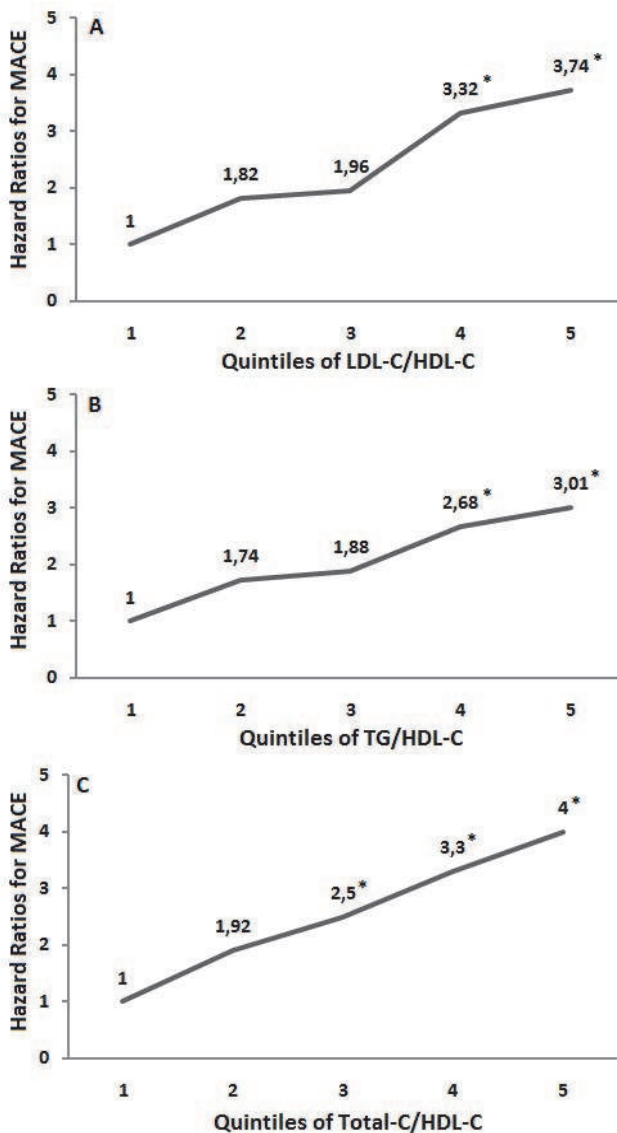 A
Hazard Ratios for MACE
5
4
3
2
1
0
1
1,82
1,96
3,32 *
3,74 *
1 2 3 4 5
Quintiles of LDL-C/HDL-C
B
Hazard Ratios for MACE
5
4
3
2
1
0
1
1,74
1,88
2,68 *
3,01 *
1 2 3 4 5
Quintiles of TG/HDL-C
C
Hazard Ratios for MACE
5
4
3
2
1
0
1
1,92
2,5 *
3,3 *
4 *
1 2 3 4 5
Quintiles of Total-C/HDL-C